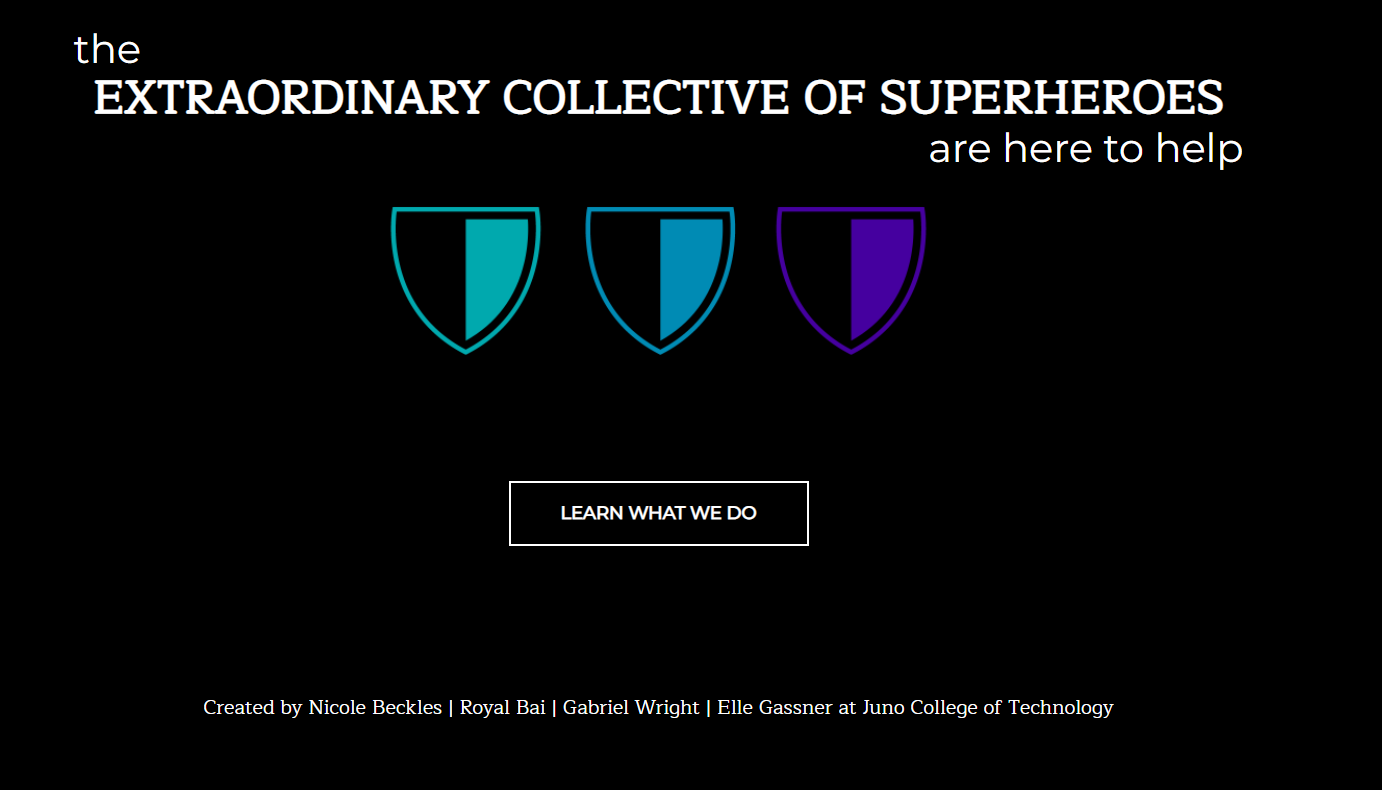 the
EXTRAORDINARY COLLECTIVE OF SUPERHEROES
are here to help
LEARN WHAT WE DO
Created by Nicole Beckles | Royal Bai | Gabriel Wright | Elle Gassner at Juno College of Technology